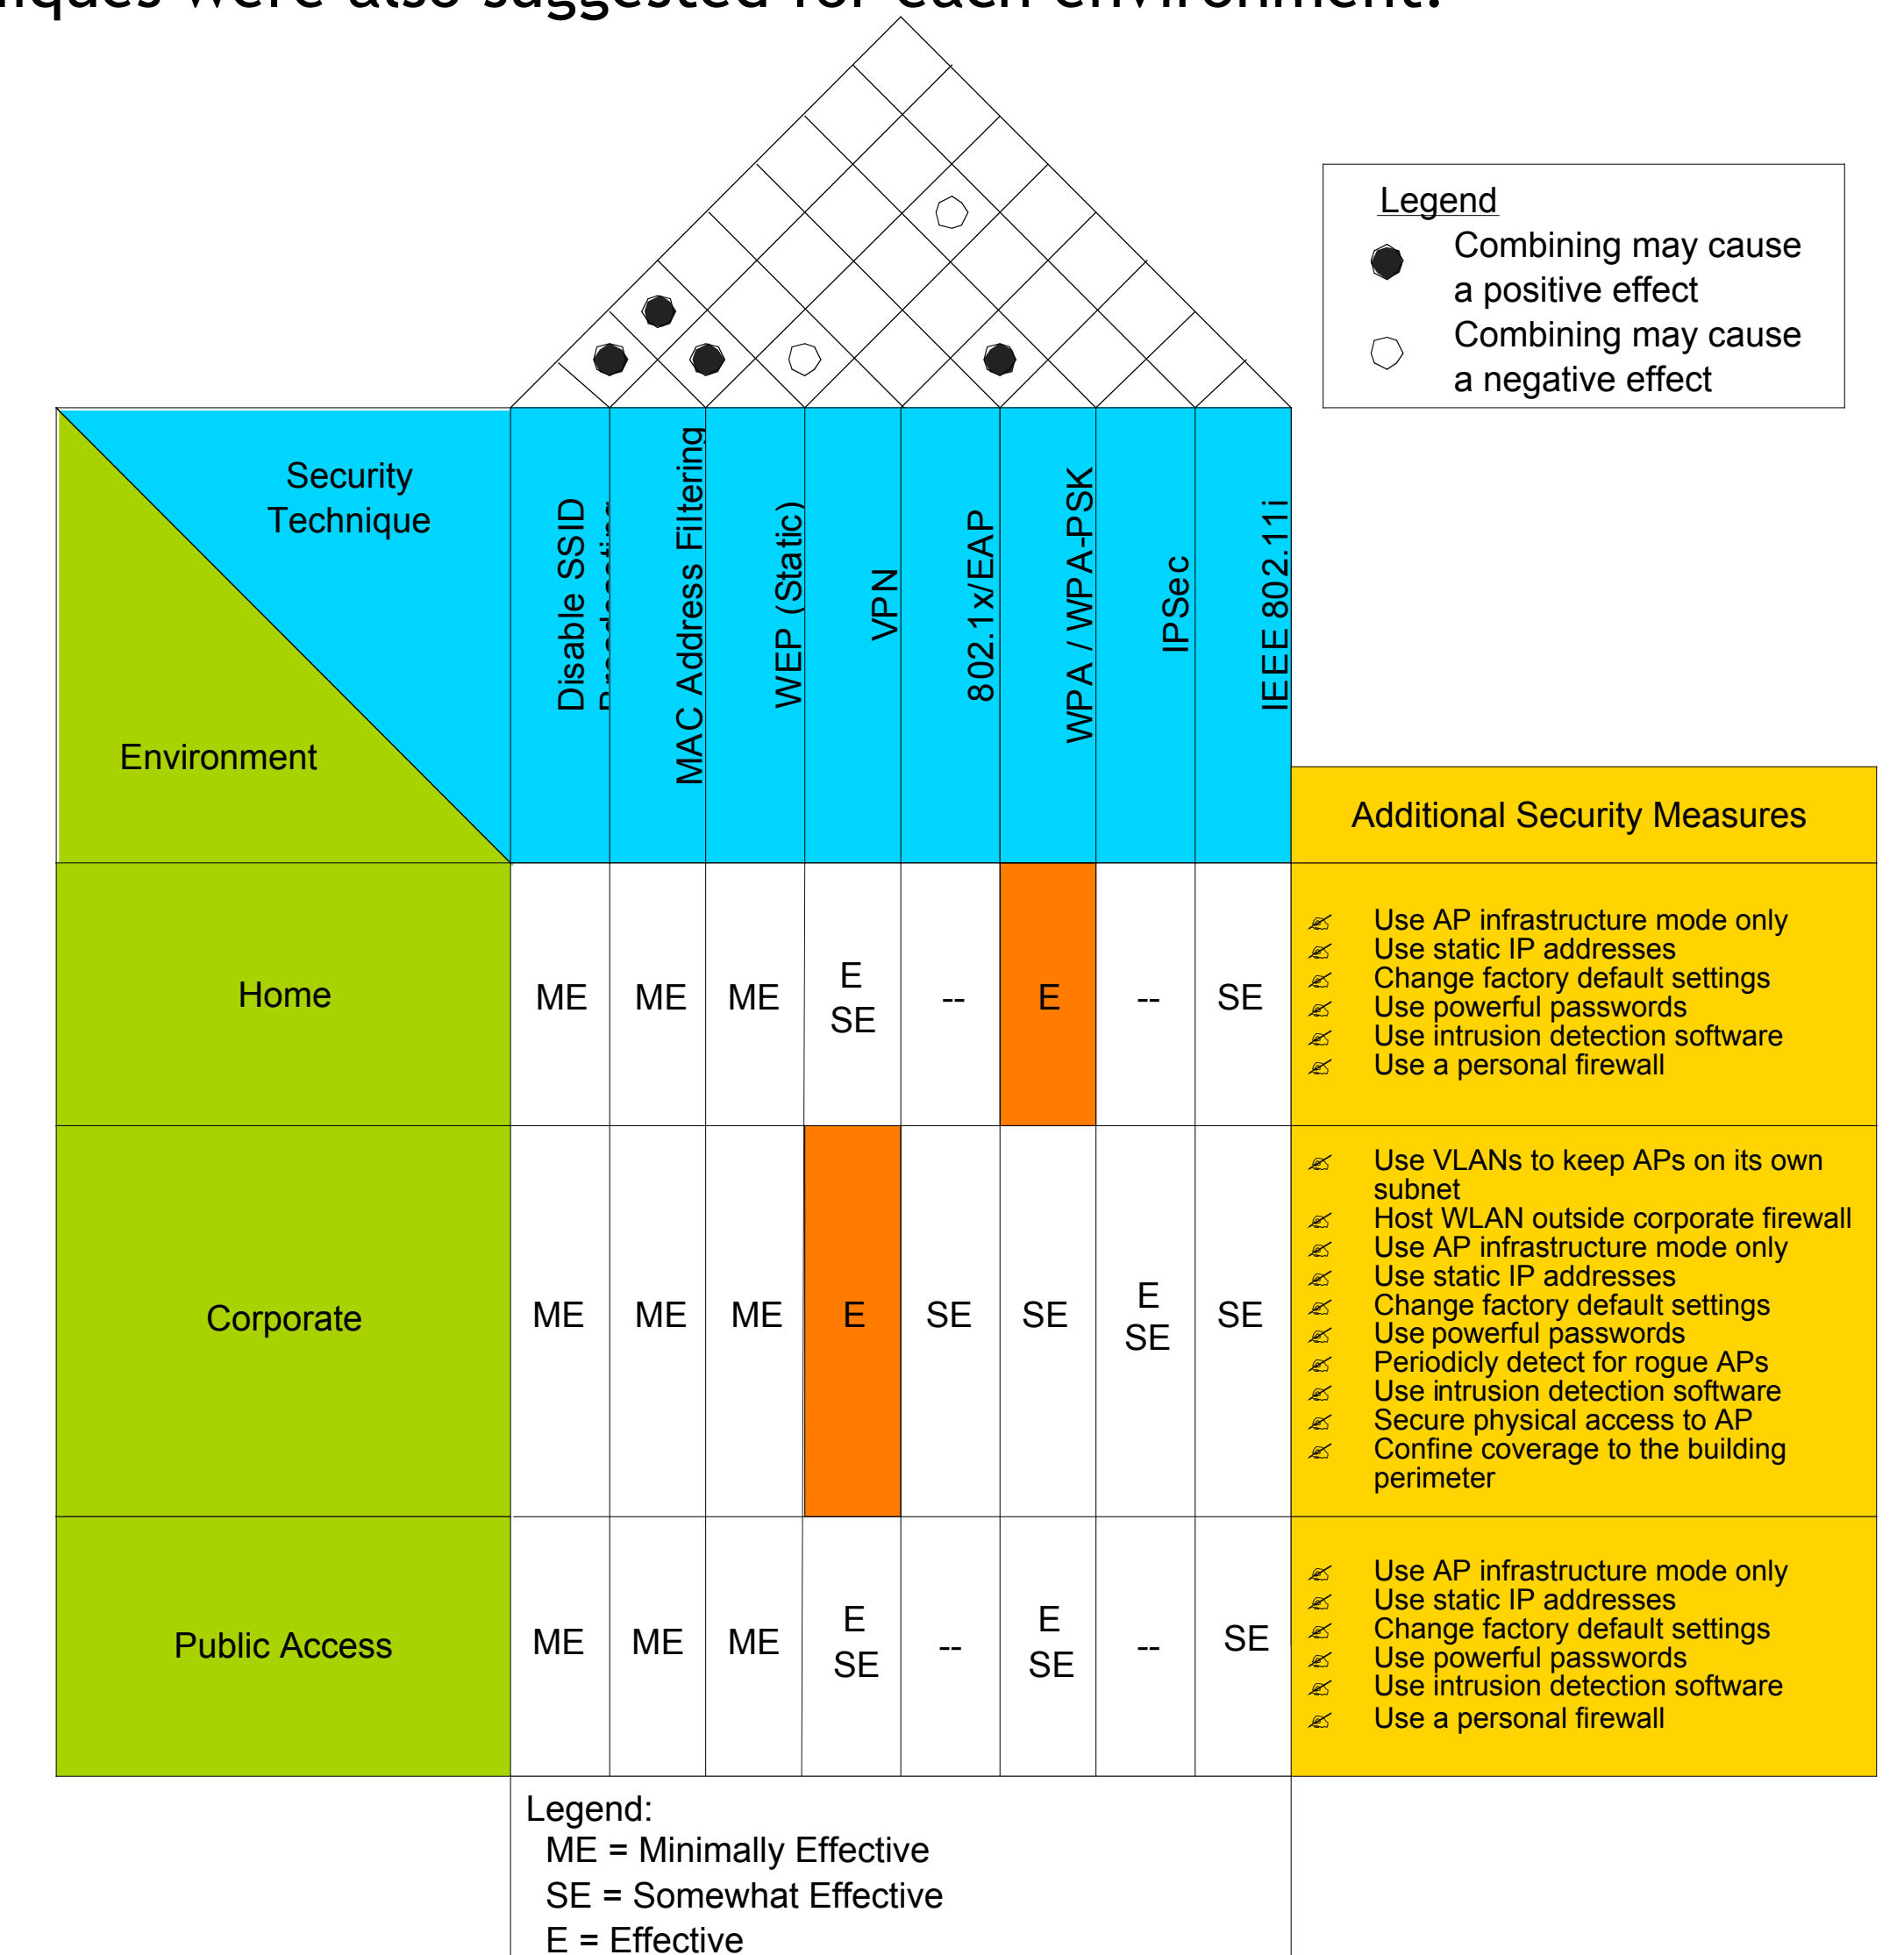 iques were also suggested for each environment.
Legend
Combining may cause
a positive effect
Combining may cause
a negative effect
Security
Technique
Environment
Disable SSID
MAC Address Filtering
WEP (Static)
VPN
802.1x/EAP
WPA / WPA-PSK
IPSec
IEEE 802.11i
Additional Security Measures
Home
ME
ME
ME
E
SE
--
E
--
SE
Use AP infrastructure mode only
Use static IP addresses
Change factory default settings
Use powerful passwords
Use intrusion detection software
Use a personal firewall
Corporate
ME
ME
ME
E
SE
SE
E
SE
SE
Use VLANs to keep APs on its own
subnet
Host WLAN outside corporate firewall
Use AP infrastructure mode only
Use static IP addresses
Change factory default settings
Use powerful passwords
Periodicly detect for rogue APs
Use intrusion detection software
Secure physical access to AP
Confine coverage to the building
perimeter
Public Access
ME
ME
ME
E
SE
--
E
SE
--
SE
Use AP infrastructure mode only
Use static IP addresses
Change factory default settings
Use powerful passwords
Use intrusion detection software
Use a personal firewall
Legend:
ME = Minimally Effective
SE = Somewhat Effective
E = Effective